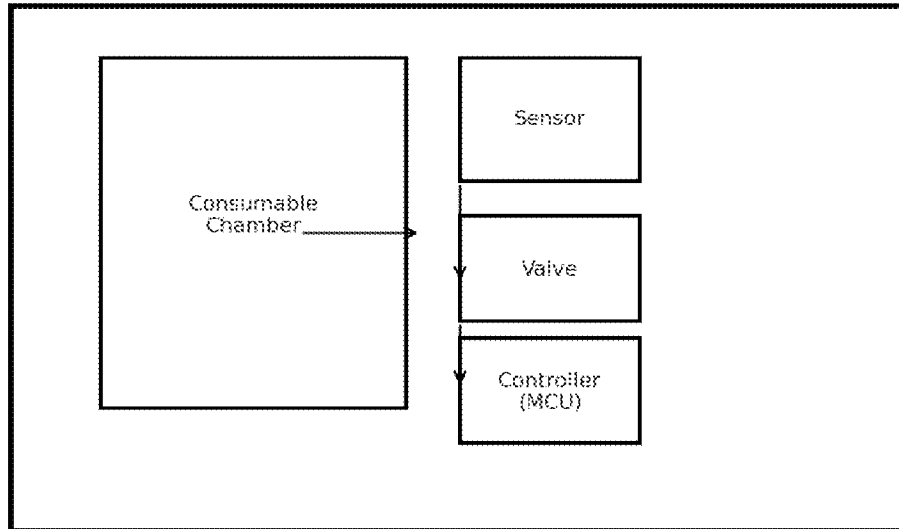 Sensor
Consumable
Chamber
Valve
Controller
(MCU)